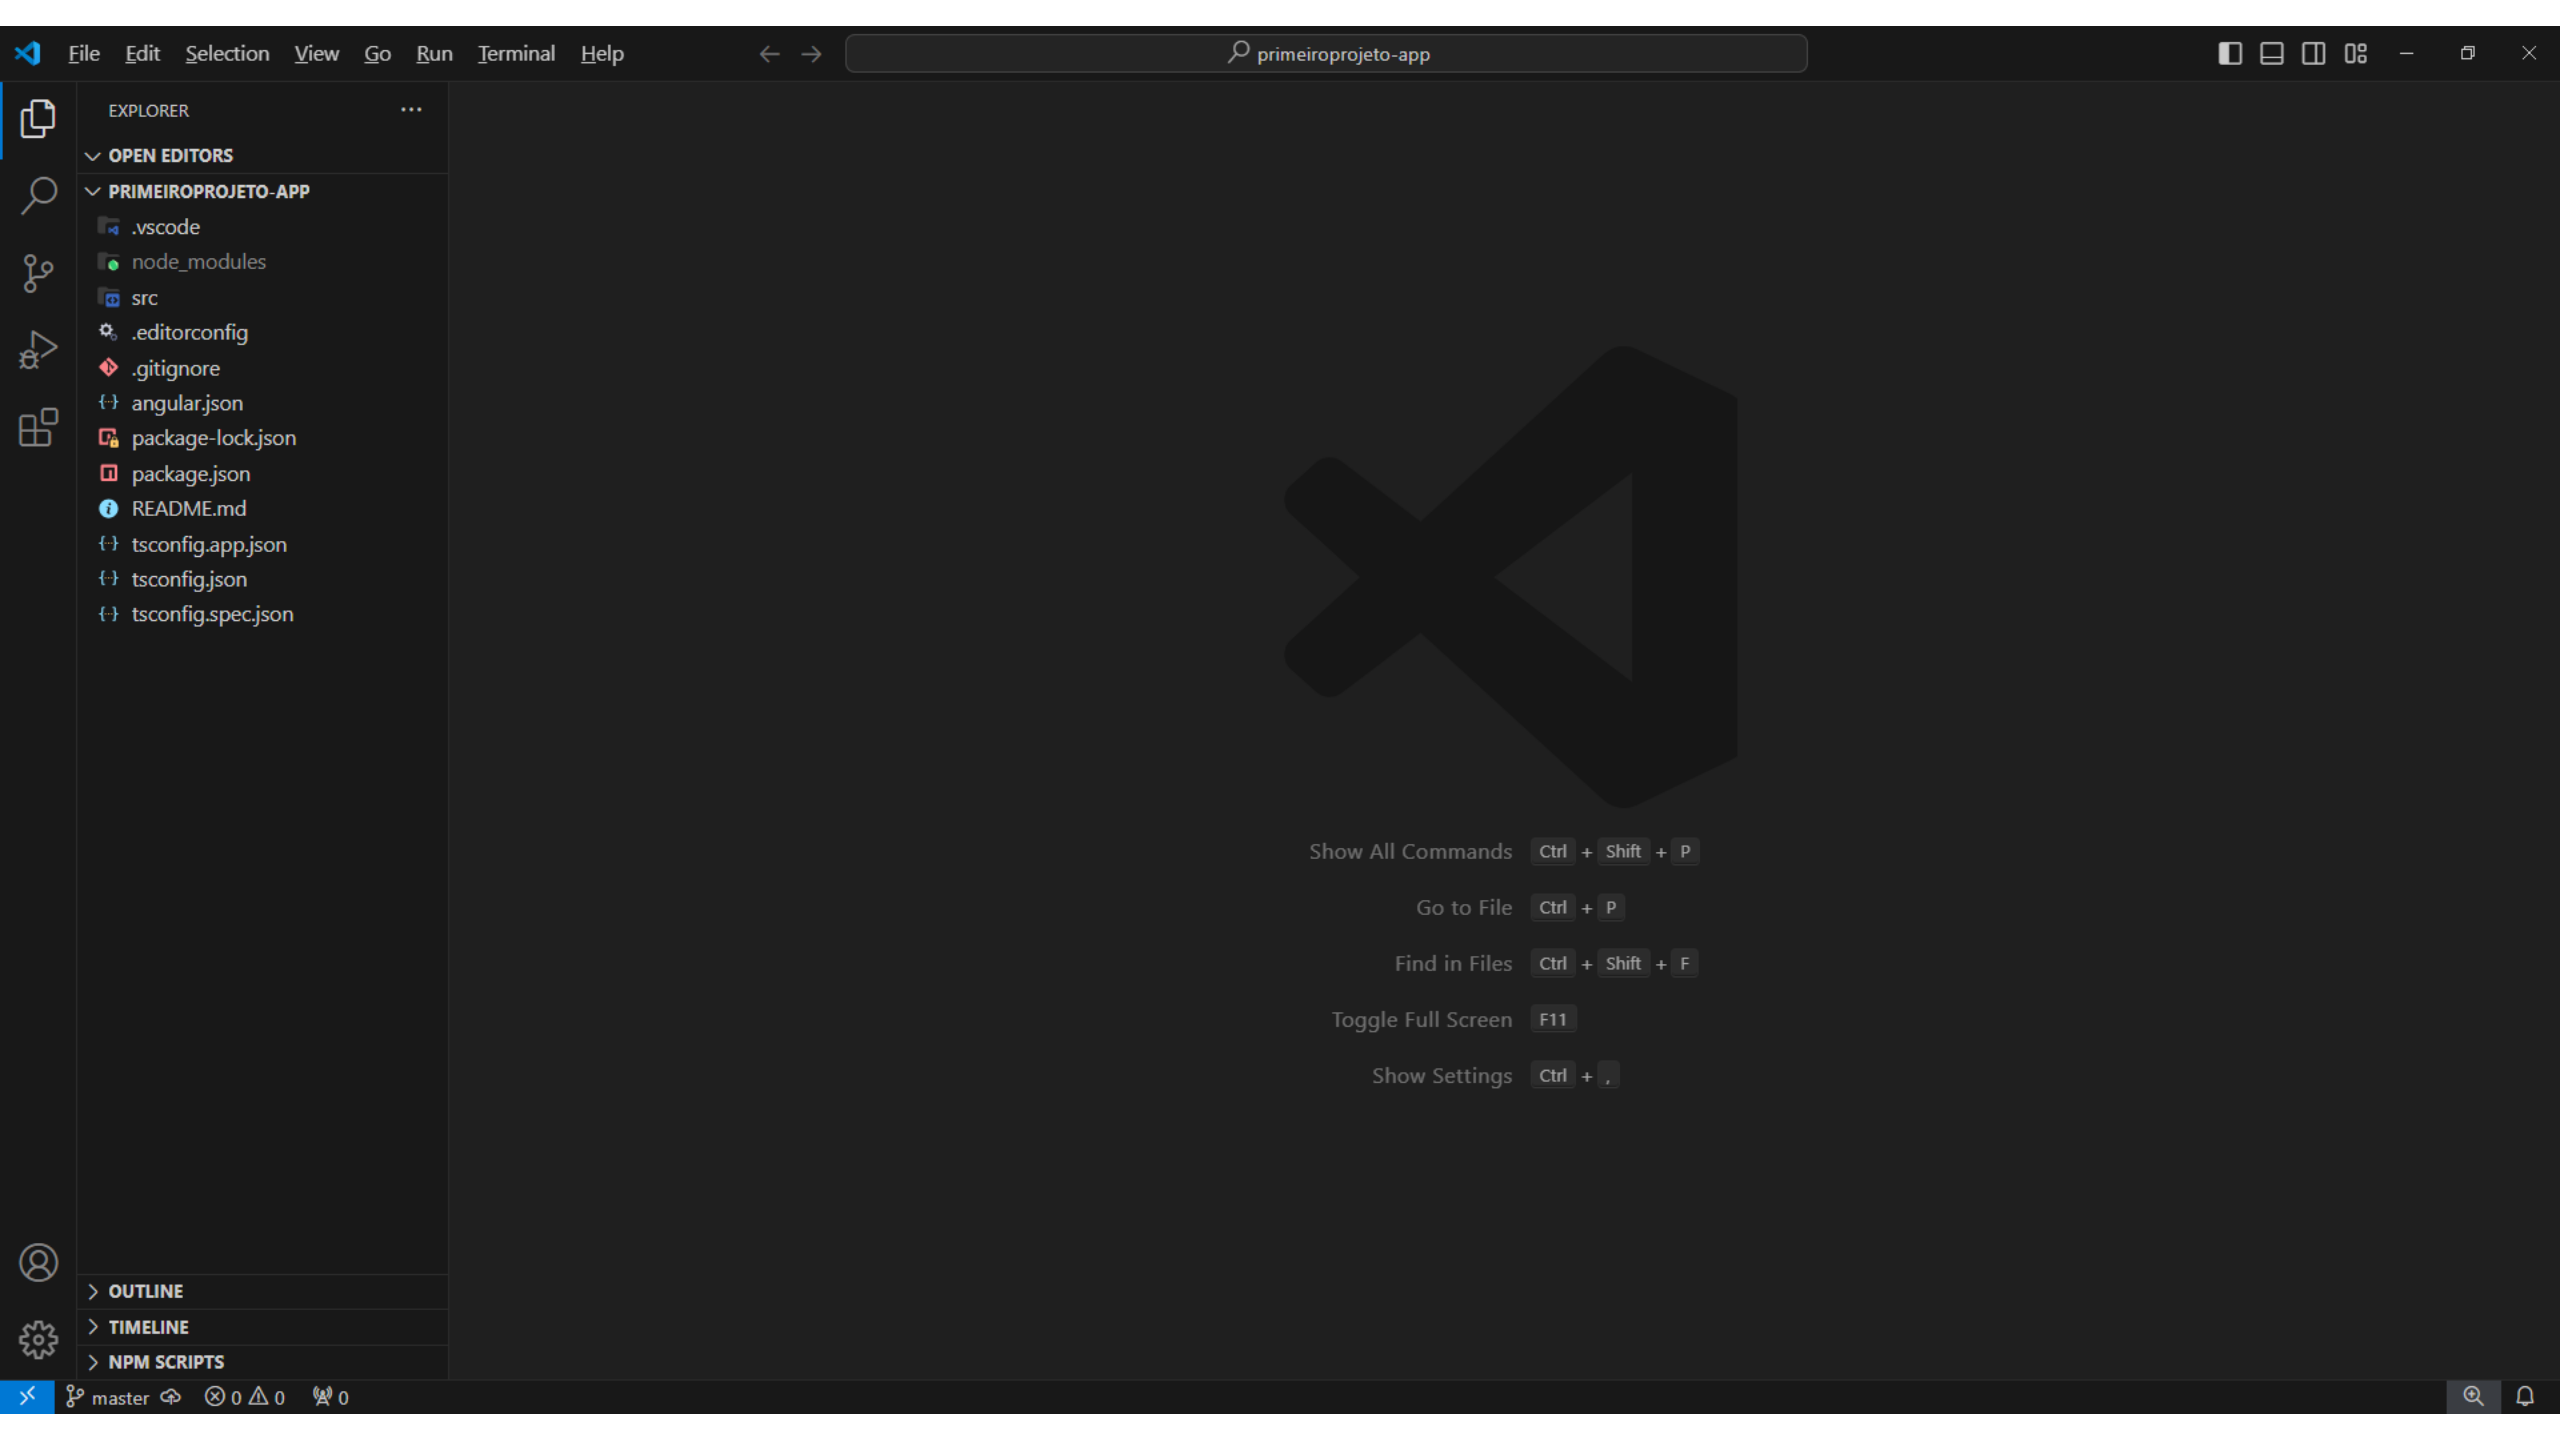 File Edit Selection View Go Run Terminal Help primeiroprojeto-app
EXPLORER
OPEN EDITORS
PRIMEIROPROJETO-APP
.vscode
node_modules
src
.editorconfig
.gitignore
angular.json
package-lock.json
package.json
README.md
tsconfig.app.json
tsconfig.json
tsconfig.spec.json
Show All Commands Ctrl + Shift + P
Go to File Ctrl + P
Find in Files Ctrl + Shift + F
Toggle Full Screen F11
Show Settings Ctrl + ,
OUTLINE
TIMELINE
NPM SCRIPTS
master 0 0 0